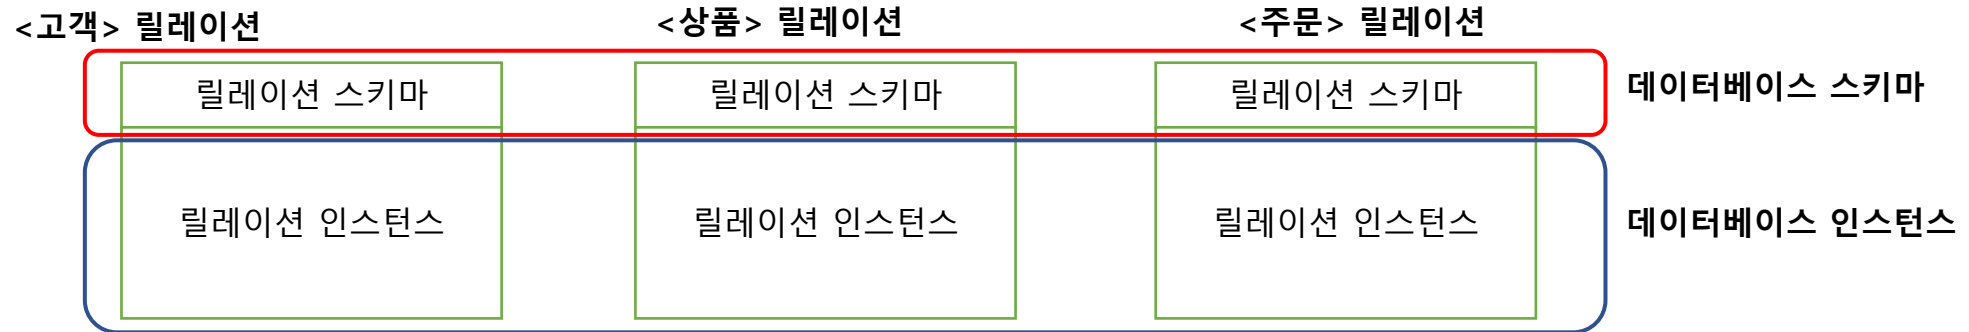 <고객> 릴레이션
<상품> 릴레이션
<주문> 릴레이션
릴레이션 스키마
릴레이션 스키마
릴레이션 스키마
데이터베이스 스키마
릴레이션 인스턴스
릴레이션 인스턴스
릴레이션 인스턴스
데이터베이스 인스턴스